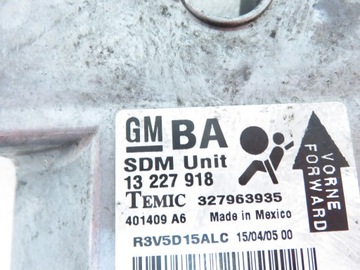 GM BA
SDM Unit
13 227 918
TEMIC 327963935
401409 A6 Made in Mexico
R3V5D15ALC 15/04/05 00
VORNE
FORWARD